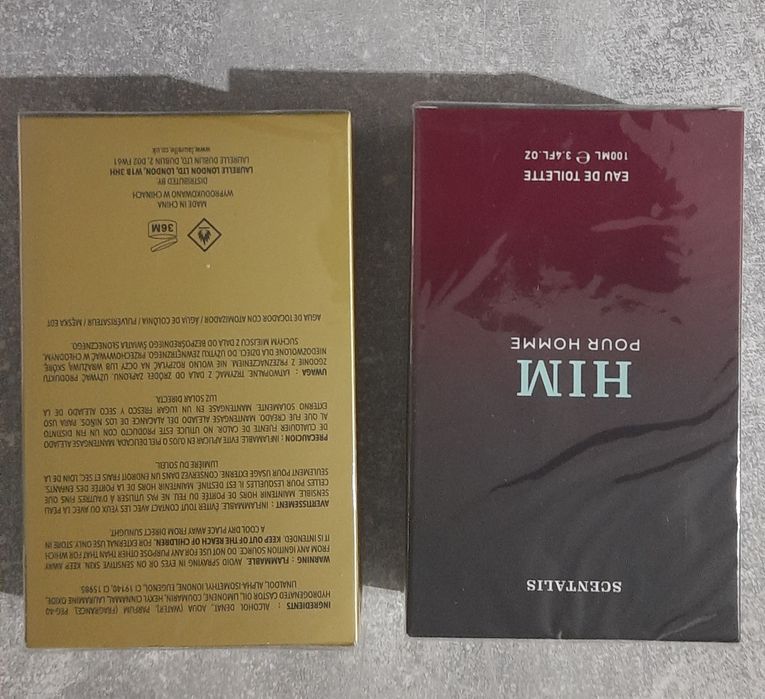 INGREDIENTS : ALCOHOL DENAT, AQUA (WATER), PARFUM (FRAGRANCE), PEG-40
HYDROGENATED CASTOR OIL, LIMONENE, COUMARIN, HEXYL CINNAMAL, LAURAMINE OXIDE,
LINALOOL, ALPHA ISOMETHYL IONONE, EUGENOL, CI 19140, CI 15985.
WARNING : FLAMMABLE. AVOID SPRAYING IN EYES OR ON SENSITIVE SKIN. KEEP AWAY
FROM ANY IGNITION SOURCE. DO NOT USE FOR ANY PURPOSE OTHER THAN THAT FOR WHICH
IT IS INTENDED. KEEP OUT OF THE REACH OF CHILDREN. FOR EXTERNAL USE ONLY. STORE IN
A COOL DRY PLACE AWAY FROM DIRECT SUNLIGHT.
AVERTISSEMENT : INFLAMMABLE. ÉVITER TOUT CONTACT AVEC LES YEUX OU AVEC LA PEAU
SENSIBLE. MAINTENIR HORS DE PORTÉE DU FEU. NE PAS UTILISER À D'AUTRES FINS QUE
CELLES POUR LESQUELLES IL EST DESTINÉ. MAINTENIR HORS DE LA PORTÉE DES ENFANTS.
SEULEMENT POUR USAGE EXTERNE. CONSERVEZ DANS UN ENDROIT FRAIS ET SEC, LOIN DE LA
LUMIÈRE DU SOLEIL.
PRECAUCION : INFLAMABLE. EVITE APLICAR EN OJOS O PIEL DELICADA. MANTENGASE ALEJADO
DE CUALQUIER FUENTE DE CALOR. NO UTILICE ESTE PRODUCTO CON UN FIN DISTINTO
AL QUE FUE CREADO. MANTENGASE ALEJADO DEL ALACANCE DE LOS NIÑOS. PARA USO
EXTERNO SOLAMENTE. MANTENGASE EN UN LUGAR FRESCO Y SECO ALEJADO DE LA
LUZ SOLAR DIRECTA.
UWAGA : ŁATWOPALNY. TRZYMAĆ Z DALA OD ŹRÓDEŁ ZAPŁONU. UŻYWAĆ PRODUKTU
ZGODNIE Z PRZEZNACZENIEM. NIE WOLNO ROZPYLAĆ NA OCZY LUB WRAŻLIWĄ SKÓRĘ.
NIEDOZWOLONE DLA DZIECI. DO UŻYTKU ZEWNĘTRZNEGO. PRZECHOWYWAĆ W CHŁODNYM,
SUCHYM MIEJSCU Z DALA OD BEZPOŚREDNIEGO ŚWIATŁA SŁONECZNEGO.
AGUA DE TOCADOR CON ATOMIZADOR / ÁGUA DE COLÔNIA / PULVÉRISATEUR / MĘSKA EDT
36M
MADE IN CHINA
WYPRODUKOWANO W CHINACH
DISTRIBUTED BY:
LAURELLE LONDON LTD, W1B 3HH
LAURELLE DUBLIN LTD, DUBLIN 2, D02 FW61
www.laurelle.co.uk
SCENTALIS
HIM
POUR HOMME
EAU DE TOILETTE
100ML ℮ 3.4FL.OZ